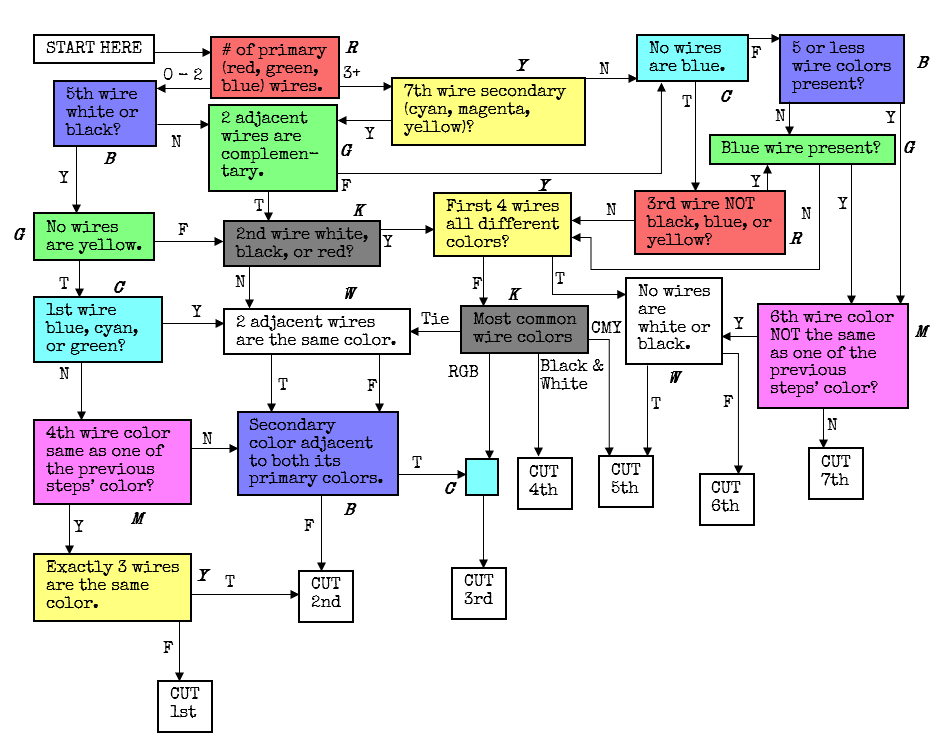 START HERE
# of primary
(red, green,
blue) wires.
R
0 - 2
3+
5th wire
white or
black?
B
N
Y
2 adjacent
wires are
complemen-
tary.
G
F
T
7th wire secondary
(cyan, magenta,
yellow)?
Y
N
Y
No wires
are blue.
C
F
T
5 or less
wire colors
present?
B
N
Y
Blue wire present?
G
Y
N
Y
3rd wire NOT
black, blue, or
yellow?
R
N
First 4 wires
all different
colors?
Y
F
T
No wires
are yellow.
G
F
T
2nd wire white,
black, or red?
K
Y
N
1st wire
blue, cyan,
or green?
C
Y
N
2 adjacent wires
are the same color.
W
T
F
Most common
wire colors
K
Tie
CMY
RGB
Black &
White
No wires
are
white or
black.
W
T
F
6th wire color
NOT the same
as one of the
previous
steps' color?
M
Y
N
4th wire color
same as one of
the previous
steps' color?
M
N
Y
Secondary
color adjacent
to both its
primary colors.
B
T
F
C
CUT
4th
CUT
5th
CUT
6th
CUT
7th
Exactly 3 wires
are the same
color.
Y
T
F
CUT
2nd
CUT
3rd
CUT
1st